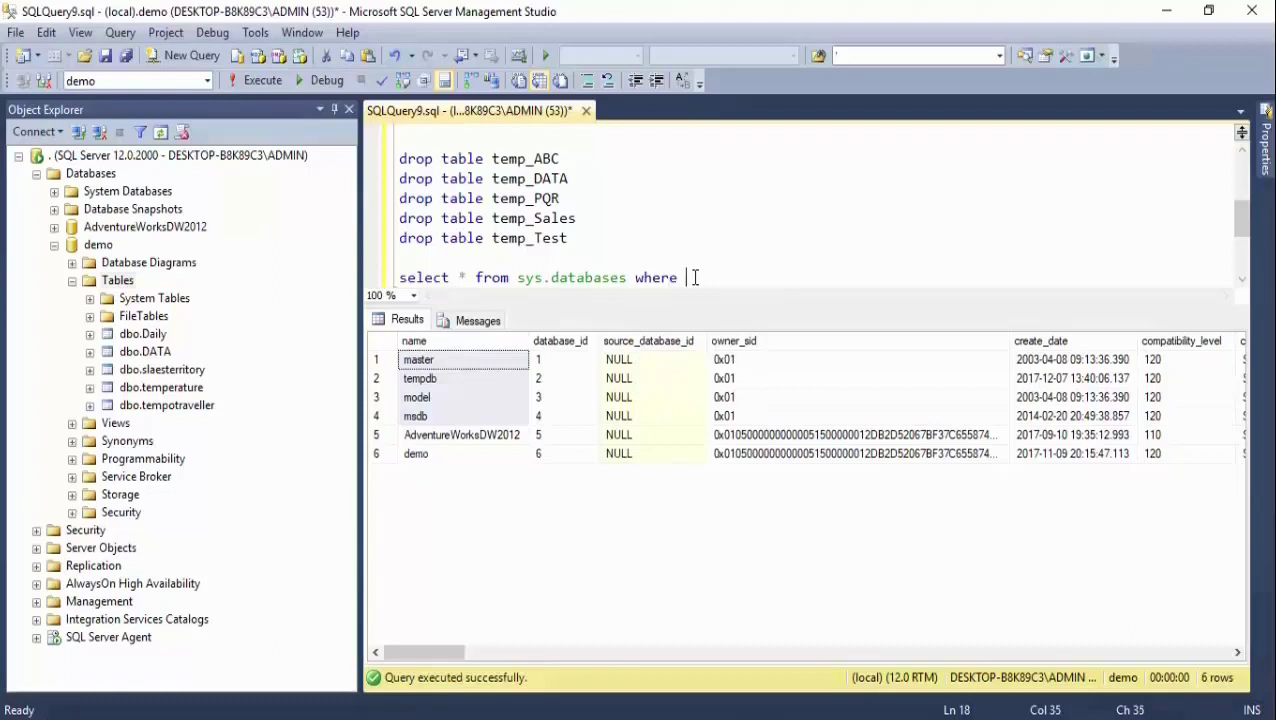 SQLQuery9.sql - (local).demo (DESKTOP-B8K89C3\ADMIN (53))* - Microsoft SQL Server Management Studio
File Edit View Query Project Debug Tools Window Help
New Query '
demo Execute Debug
Object Explorer
Connect
. (SQL Server 12.0.2000 - DESKTOP-B8K89C3\ADMIN)
Databases
System Databases
Database Snapshots
AdventureWorksDW2012
demo
Database Diagrams
Tables
System Tables
FileTables
dbo.Daily
dbo.DATA
dbo.slaesterritory
dbo.temperature
dbo.tempotraveller
Views
Synonyms
Programmability
Service Broker
Storage
Security
Security
Server Objects
Replication
AlwaysOn High Availability
Management
Integration Services Catalogs
SQL Server Agent
SQLQuery9.sql - (l...8K89C3\ADMIN (53))*
drop table temp_ABC
drop table temp_DATA
drop table temp_PQR
drop table temp_Sales
drop table temp_Test
select * from sys.databases where
100 %
Results Messages
name database_id source_database_id owner_sid create_date compatibility_level c
1 master 1 NULL 0x01 2003-04-08 09:13:36.390 120 S
2 tempdb 2 NULL 0x01 2017-12-07 13:40:06.137 120 S
3 model 3 NULL 0x01 2003-04-08 09:13:36.390 120 S
4 msdb 4 NULL 0x01 2014-02-20 20:49:38.857 120 S
5 AdventureWorksDW2012 5 NULL 0x01050000000000051500000012DB2D52067BF37C655874... 2017-09-10 19:35:12.993 110 S
6 demo 6 NULL 0x01050000000000051500000012DB2D52067BF37C655874... 2017-11-09 20:15:47.113 120 S
Query executed successfully. (local) (12.0 RTM) DESKTOP-B8K89C3\ADMIN ... demo 00:00:00 6 rows
Properties
Ready Ln 18 Col 35 Ch 35 INS